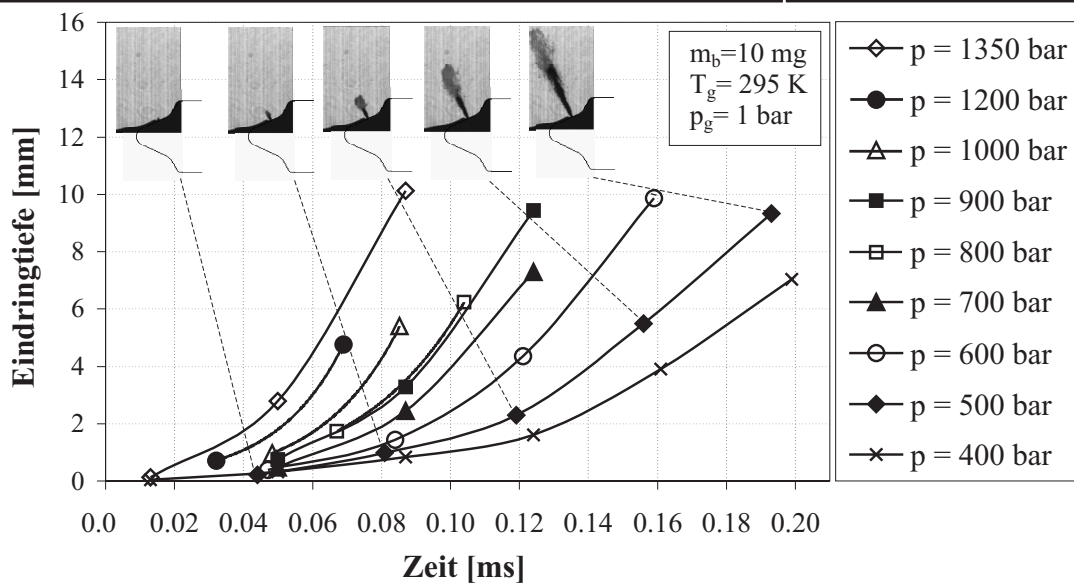 16
14
12
10
8
6
4
2
0
Eindringtiefe [mm]
m_b=10 mg
T_g= 295 K
p_g= 1 bar
0.0 0.02 0.04 0.06 0.08 0.10 0.12 0.14 0.16 0.18 0.20
Zeit [ms]
p = 1350 bar
p = 1200 bar
p = 1000 bar
p = 900 bar
p = 800 bar
p = 700 bar
p = 600 bar
p = 500 bar
p = 400 bar